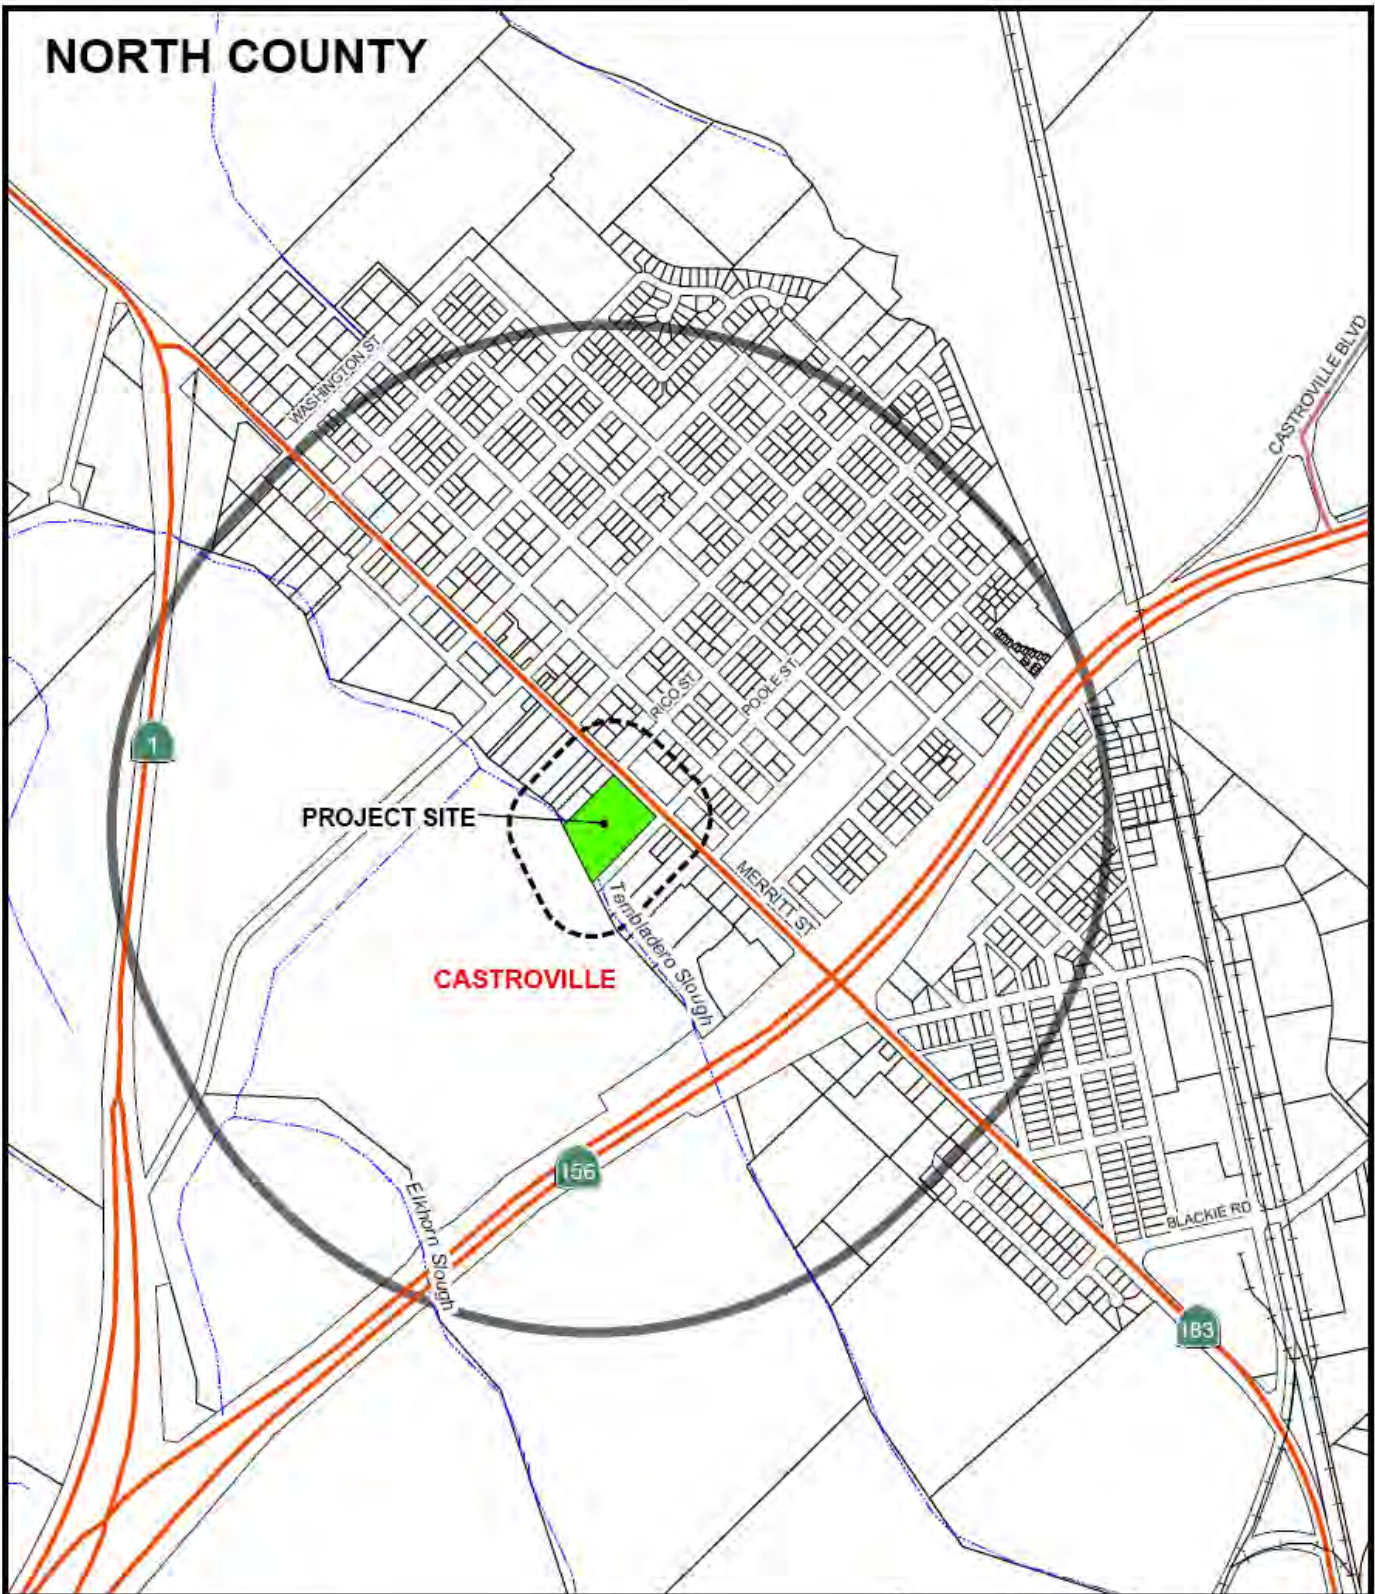 NORTH COUNTY
WASHINGTON ST
CASTROVILLE BLVD
RICO ST
POOLE ST
1
PROJECT SITE
MERRITT ST
Tembladero Slough
CASTROVILLE
156
Elkhorn Slough
BLACKIE RD
183